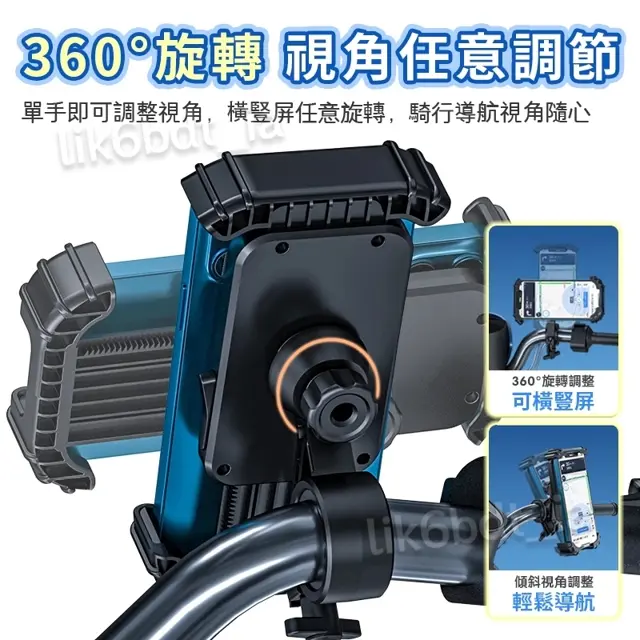 360°旋轉 視角任意調節
單手即可調整視角，橫豎屏任意旋轉，騎行導航視角隨心
lik6bdt_ia
360°旋轉調整
可橫豎屏
lik6bdt_
傾斜視角調整
輕鬆導航